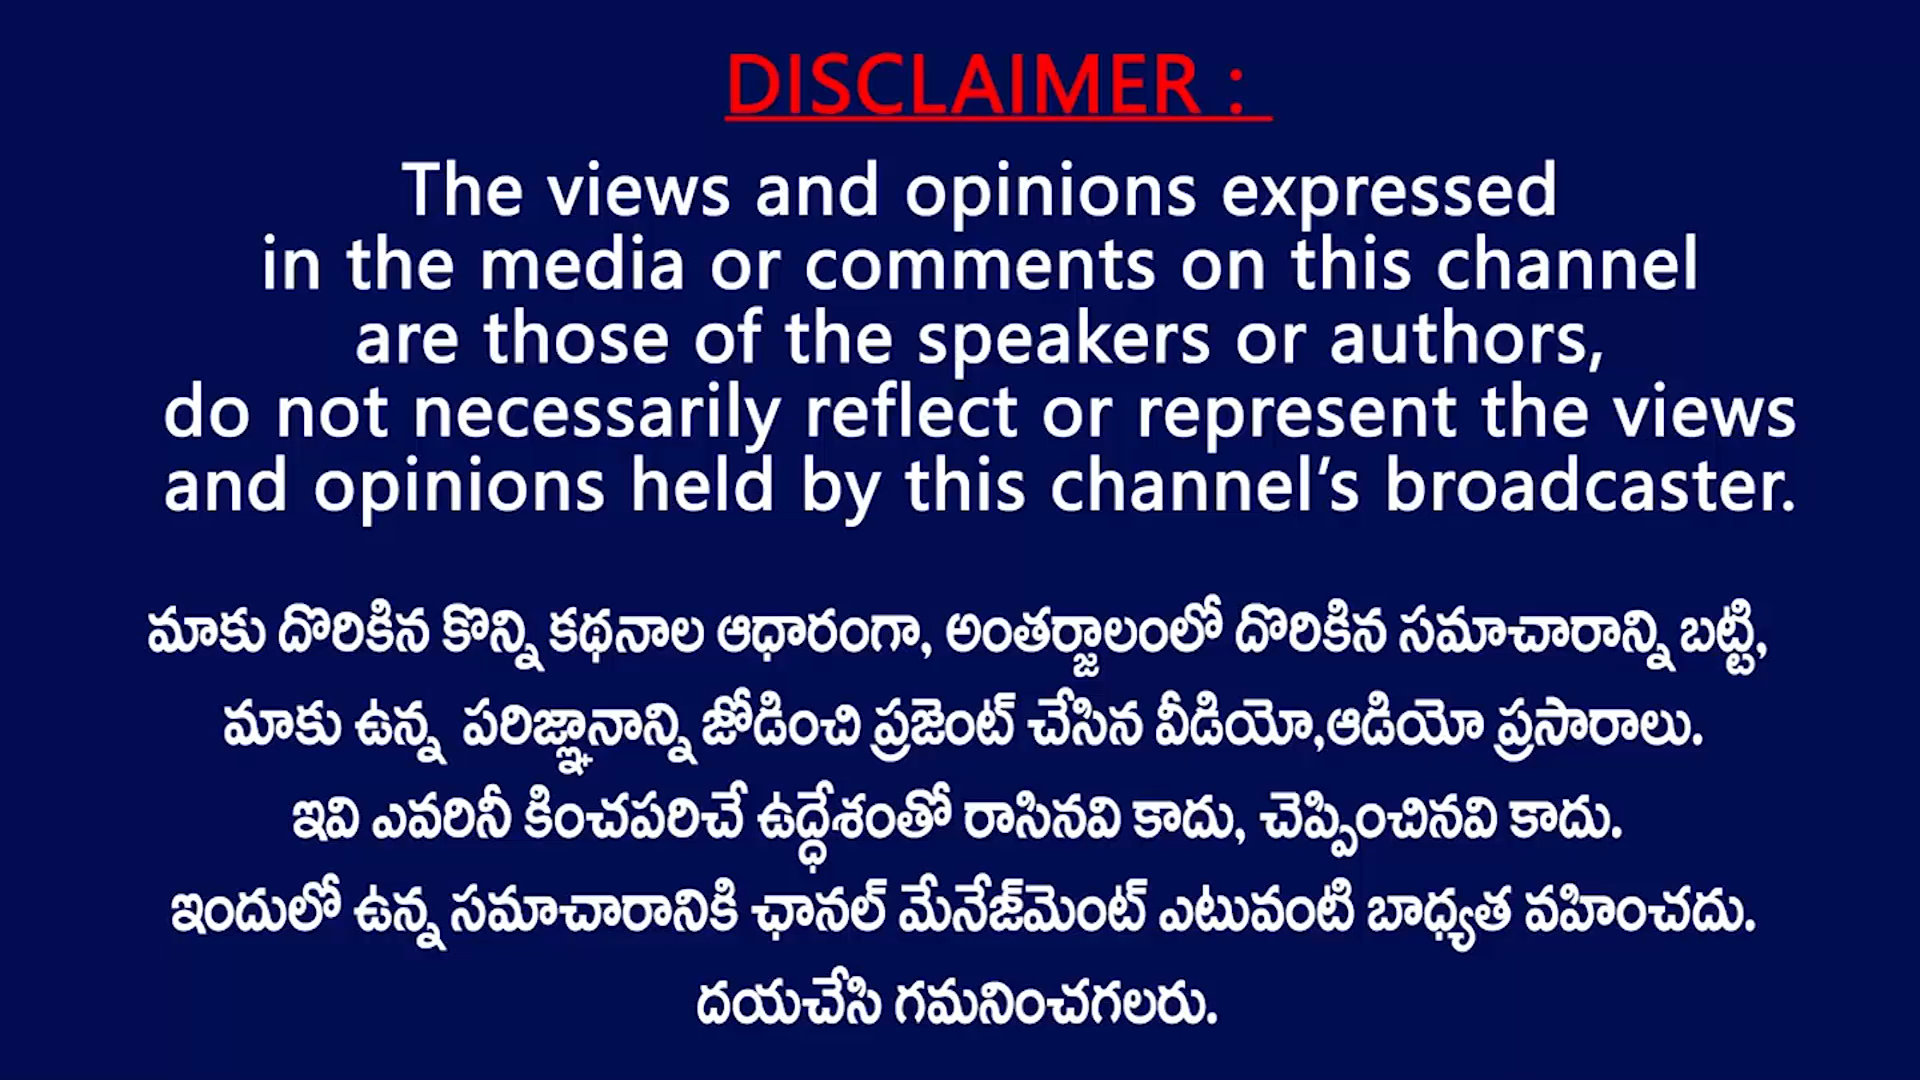 DISCLAIMER :
The views and opinions expressed
in the media or comments on this channel
are those of the speakers or authors,
do not necessarily reflect or represent the views
and opinions held by this channel’s broadcaster.
మాకు దొరికిన కొన్ని కథనాల ఆధారంగా, అంతర్జాలంలో దొరికిన సమాచారాన్ని బట్టి,
మాకు ఉన్న పరిజ్ఞానాన్ని జోడించి ప్రజెంట్ చేసిన వీడియో,ఆడియో ప్రసారాలు.
ఇవి ఎవరినీ కించపరిచే ఉద్ధేశంతో రాసినవి కాదు, చెప్పించినవి కాదు.
ఇందులో ఉన్న సమాచారానికి ఛానల్ మేనేజ్‌మెంట్ ఎటువంటి బాధ్యత వహించదు.
దయచేసి గమనించగలరు.